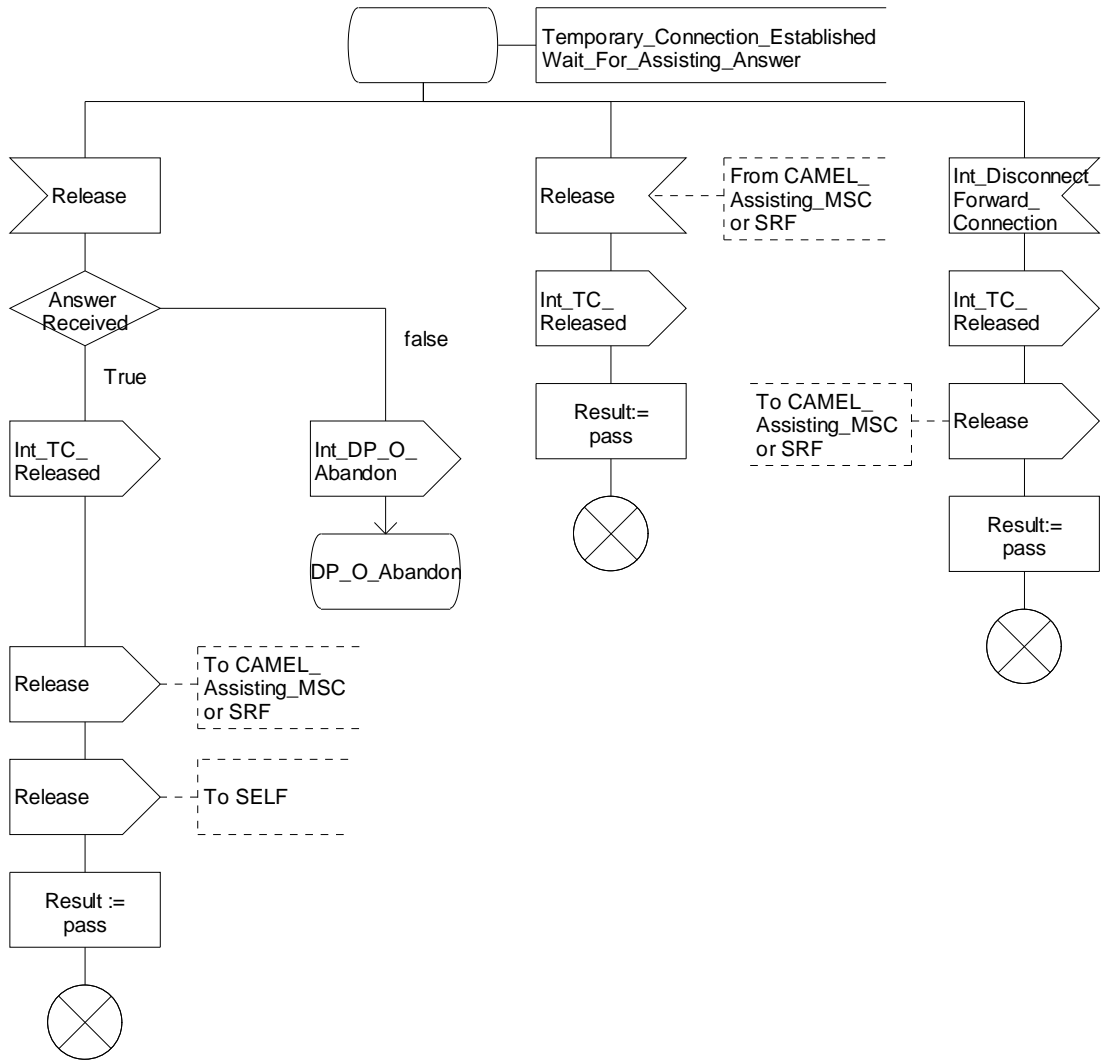 Temporary_Connection_Established
Wait_For_Assisting_Answer
Release
Answer
Received
True
false
Int_TC_
Released
Int_DP_O_
Abandon
DP_O_Abandon
Release
To CAMEL_
Assisting_MSC
or SRF
Release
To SELF
Result :=
pass
Release
From CAMEL_
Assisting_MSC
or SRF
Int_TC_
Released
Result:=
pass
Int_Disconnect_
Forward_
Connection
Int_TC_
Released
To CAMEL_
Assisting_MSC
or SRF
Release
Result:=
pass